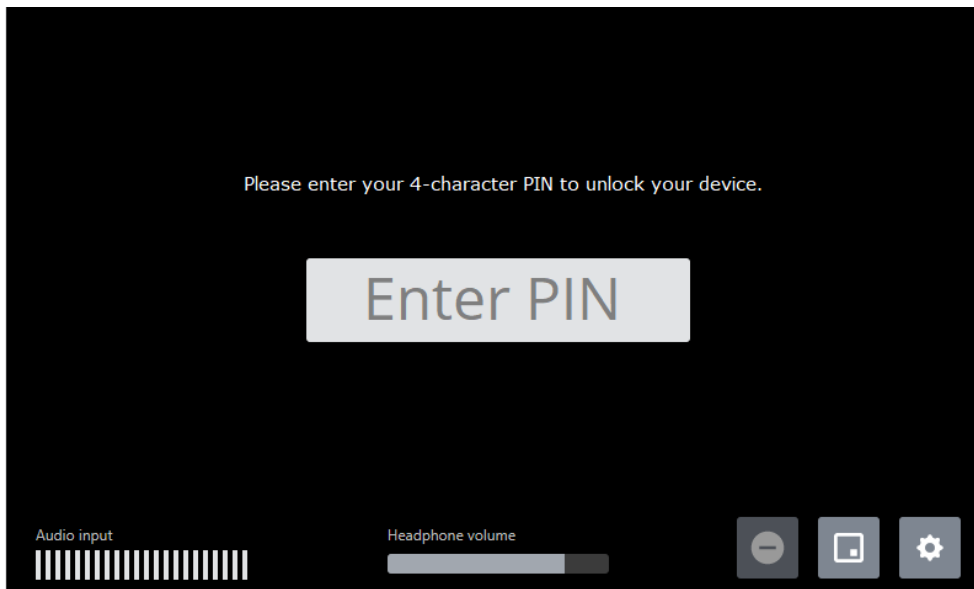 Please enter your 4-character PIN to unlock your device.
Enter PIN
Audio input
Headphone volume